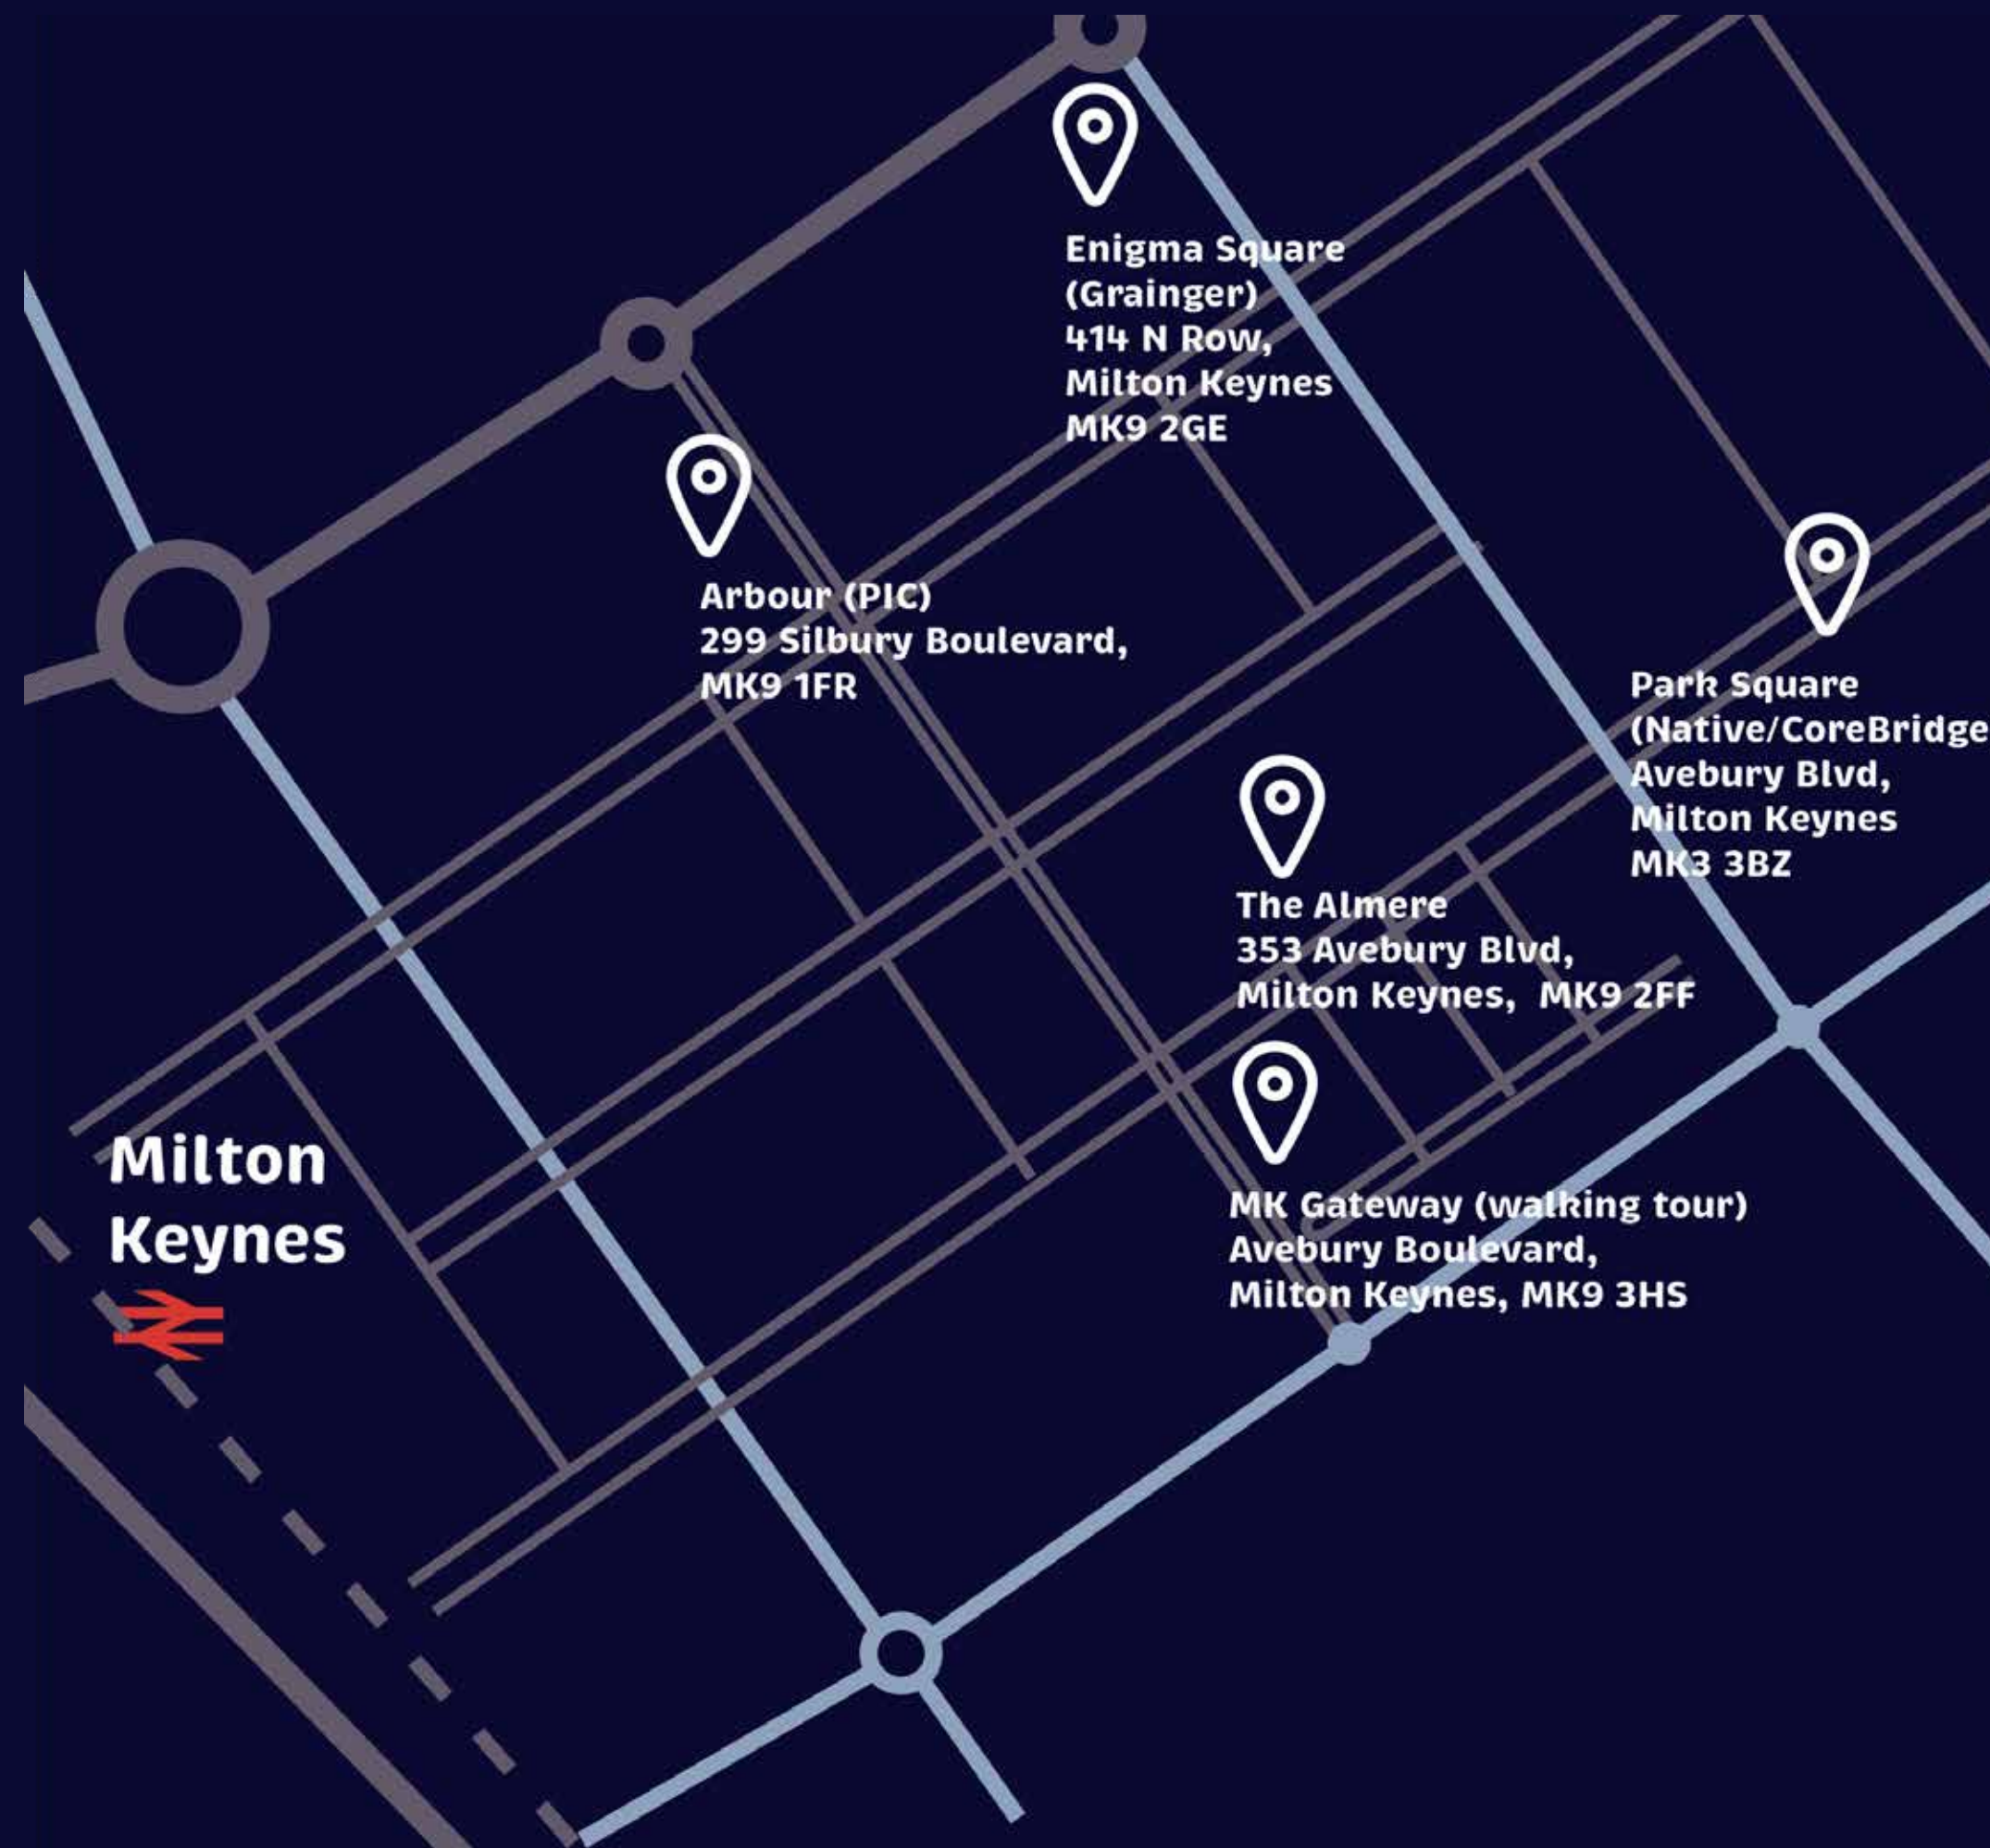 Enigma Square
(Grainger)
414 N Row,
Milton Keynes
MK9 2GE
Arbour (PIC)
299 Silbury Boulevard,
MK9 1FR
Park Square
(Native/CoreBridge
Avebury Blvd,
Milton Keynes
MK3 3BZ
The Almere
353 Avebury Blvd,
Milton Keynes, MK9 2FF
MK Gateway (walking tour)
Avebury Boulevard,
Milton Keynes, MK9 3HS
Milton
Keynes